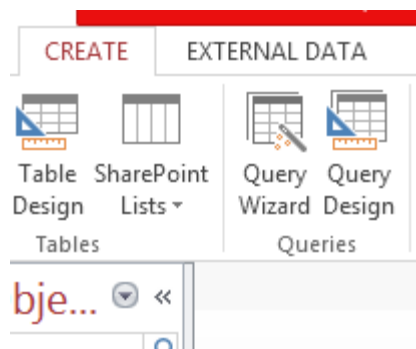 CREATE EXTERNAL DATA
Table SharePoint Query Query
Design Lists Wizard Design
Tables Queries
bje... «